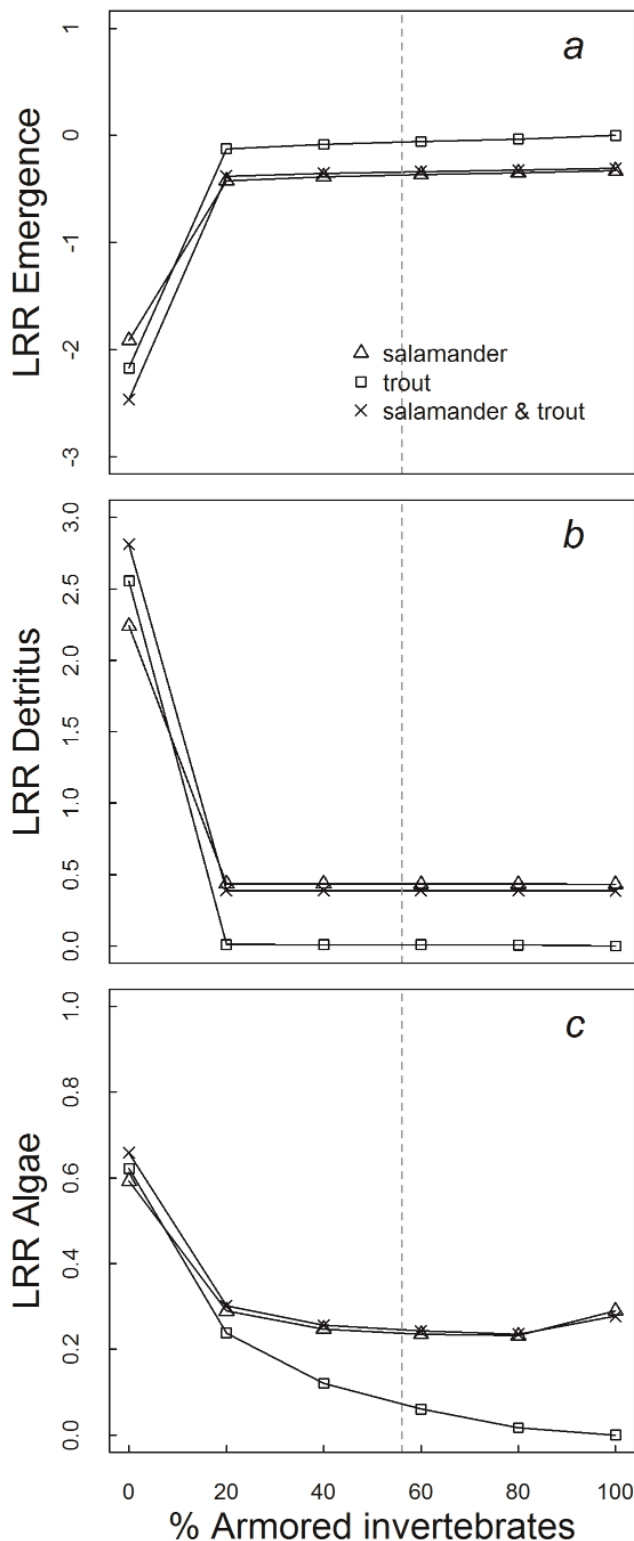 a
1
0
-1
-2
-3
LRR Emergence
salamander
trout
salamander & trout
b
3.0
2.5
2.0
1.5
1.0
0.5
0.0
LRR Detritus
c
1.0
0.8
0.6
0.4
0.2
0.0
LRR Algae
0 20 40 60 80 100
% Armored invertebrates